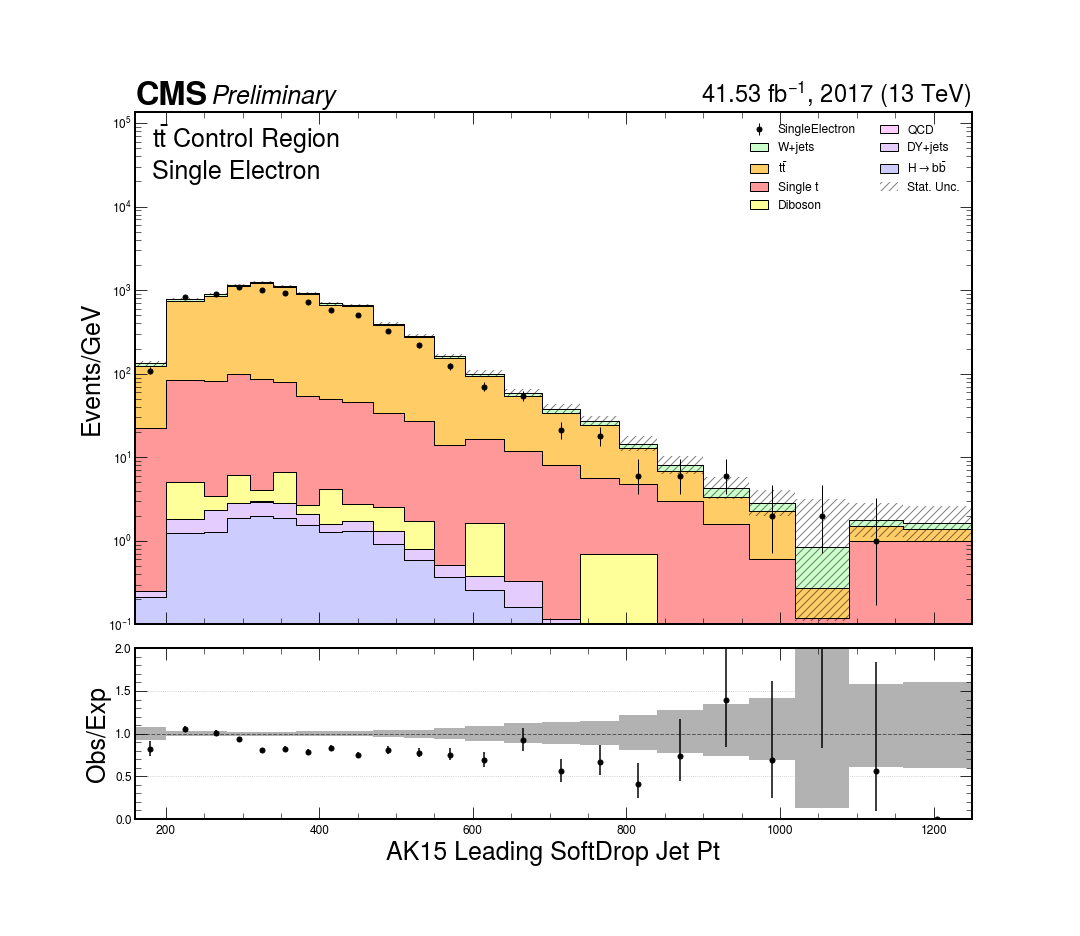 CMS Preliminary 41.53 fb⁻¹, 2017 (13 TeV)
tt̄ Control Region
Single Electron
SingleElectron
W+jets
tt̄
Single t
Diboson
QCD
DY+jets
H→bb̄
Stat. Unc.
Events/GeV
10⁵
10⁴
10³
10²
10¹
10⁰
10⁻¹
Obs/Exp
2.0
1.5
1.0
0.5
0.0
200 400 600 800 1000 1200
AK15 Leading SoftDrop Jet Pt